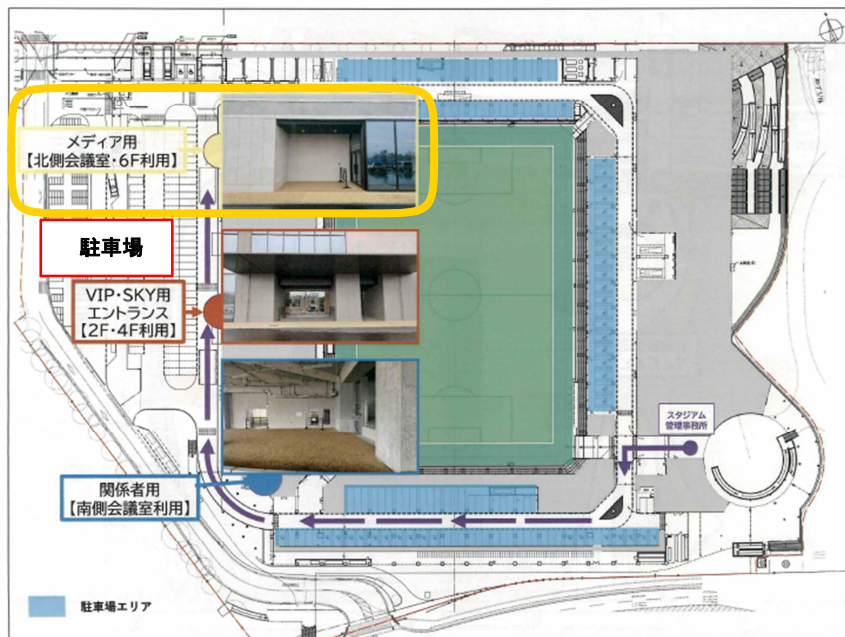 メディア用
【北側会議室・6F利用】
駐車場
VIP・SKY用
エントランス
【2F・4F利用】
スタジアム
管理事務所
関係者用
【南側会議室利用】
駐車場エリア